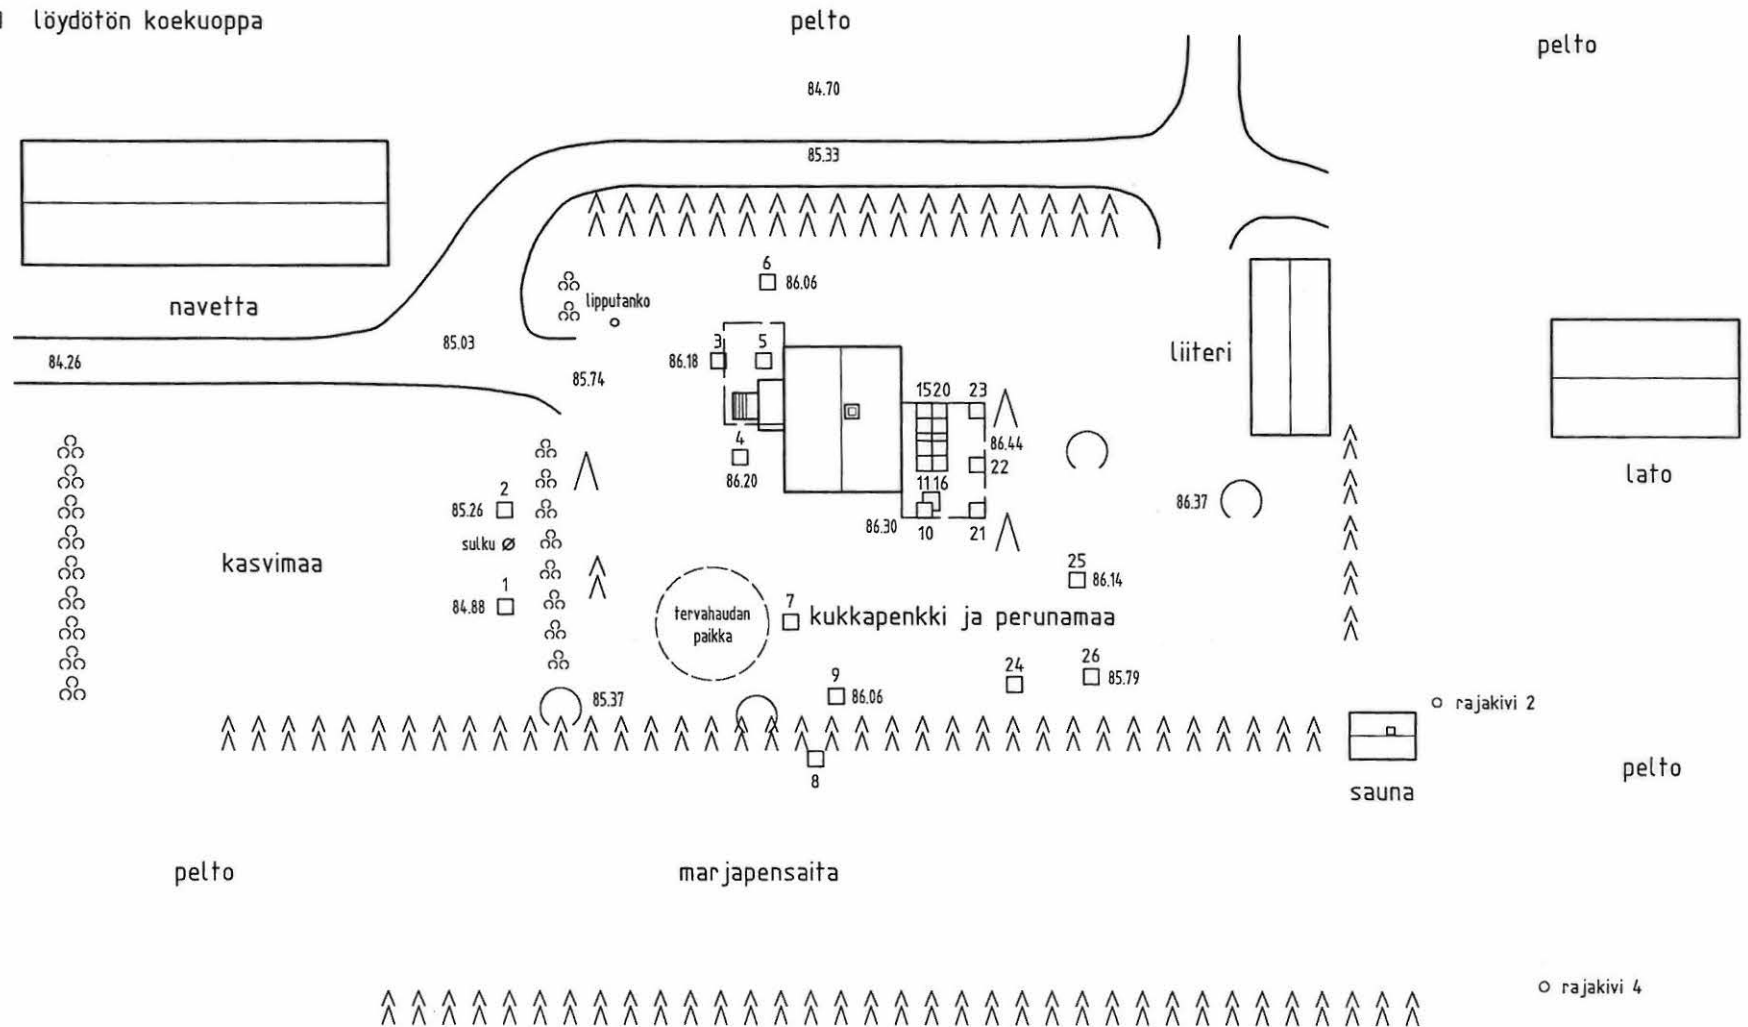 löydötön koekuoppa
pelto
pelto
84.70
85.33
6
86.06
navetta
lipputanko
84.26
85.03
85.74
3
5
86.18
liiteri
1520
23
86.44
4
86.20
22
1116
86.30
10
21
86.37
lato
2
85.26
sulku
kasvimaa
1
84.88
tervahaudan
paikka
7
kukkapenkki ja perunamaa
25
86.14
24
26
85.79
9
86.06
85.37
8
rajakivi 2
sauna
pelto
pelto
marjapensaita
rajakivi 4